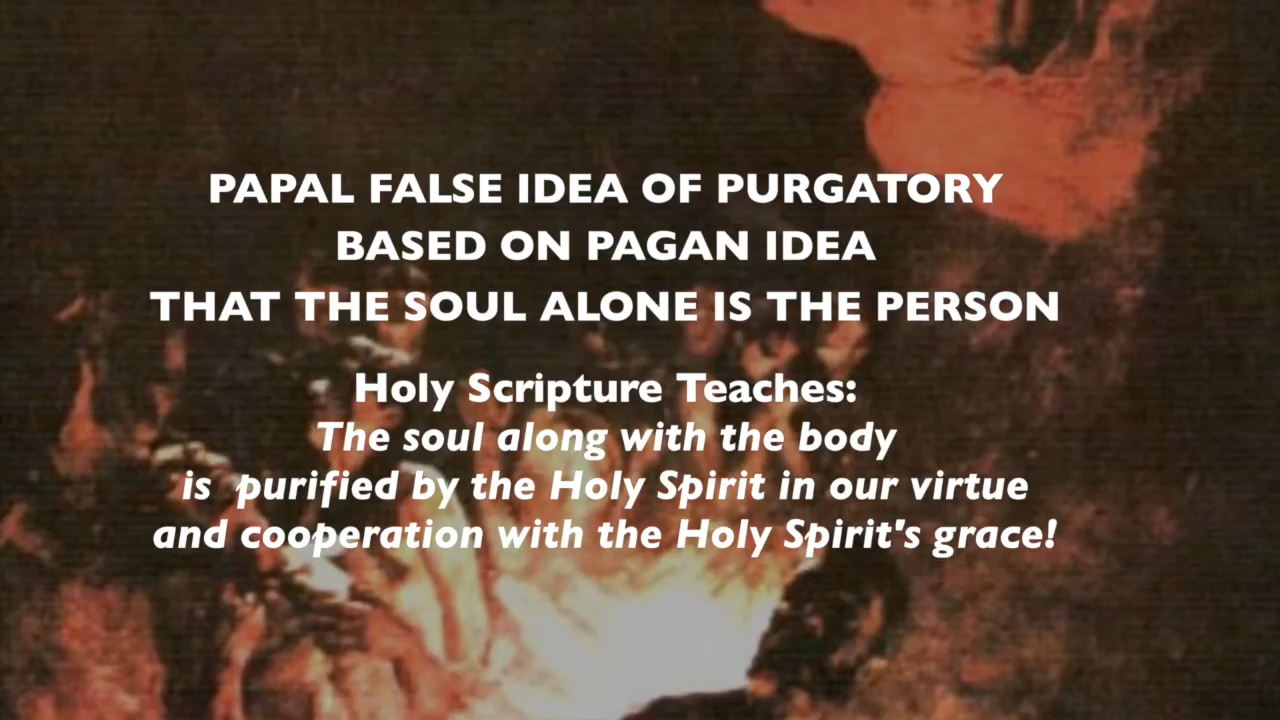 PAPAL FALSE IDEA OF PURGATORY
BASED ON PAGAN IDEA
THAT THE SOUL ALONE IS THE PERSON
Holy Scripture Teaches:
The soul along with the body
is  purified by the Holy Spirit in our virtue
and cooperation with the Holy Spirit's grace!